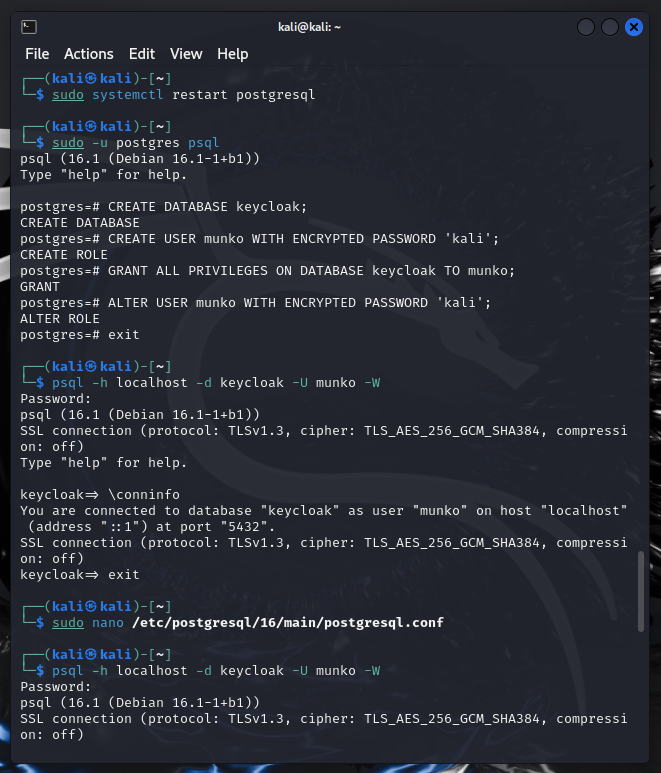 kali@kali: ~
File Actions Edit View Help
┌──(kali㉿kali)-[~]
└─$ sudo systemctl restart postgresql
┌──(kali㉿kali)-[~]
└─$ sudo -u postgres psql
psql (16.1 (Debian 16.1-1+b1))
Type "help" for help.
postgres=# CREATE DATABASE keycloak;
CREATE DATABASE
postgres=# CREATE USER munko WITH ENCRYPTED PASSWORD 'kali';
CREATE ROLE
postgres=# GRANT ALL PRIVILEGES ON DATABASE keycloak TO munko;
GRANT
postgres=# ALTER USER munko WITH ENCRYPTED PASSWORD 'kali';
ALTER ROLE
postgres=# exit
┌──(kali㉿kali)-[~]
└─$ psql -h localhost -d keycloak -U munko -W
Password:
psql (16.1 (Debian 16.1-1+b1))
SSL connection (protocol: TLSv1.3, cipher: TLS_AES_256_GCM_SHA384, compressi
on: off)
Type "help" for help.
keycloak=> \conninfo
You are connected to database "keycloak" as user "munko" on host "localhost"
(address "::1") at port "5432".
SSL connection (protocol: TLSv1.3, cipher: TLS_AES_256_GCM_SHA384, compressi
on: off)
keycloak=> exit
┌──(kali㉿kali)-[~]
└─$ sudo nano /etc/postgresql/16/main/postgresql.conf
┌──(kali㉿kali)-[~]
└─$ psql -h localhost -d keycloak -U munko -W
Password:
psql (16.1 (Debian 16.1-1+b1))
SSL connection (protocol: TLSv1.3, cipher: TLS_AES_256_GCM_SHA384, compressi
on: off)